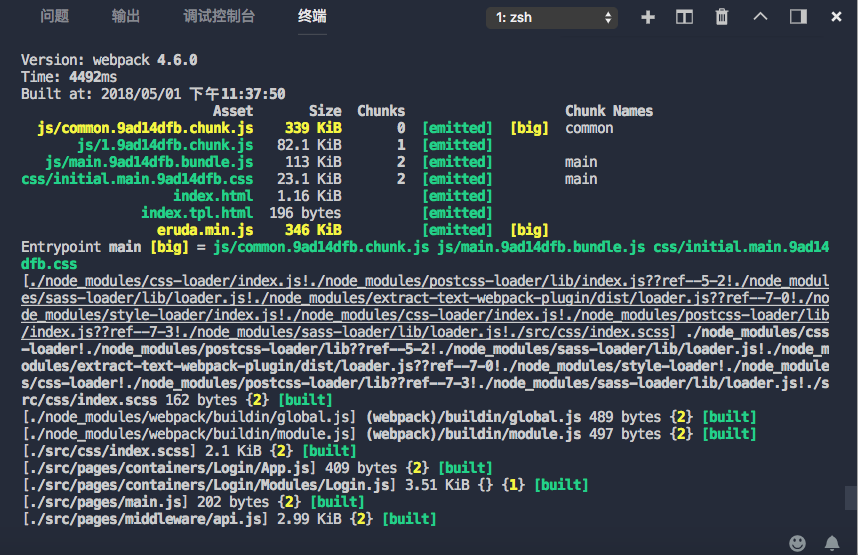 问题 输出 调试控制台 终端 1: zsh
Version: webpack 4.6.0
Time: 4492ms
Built at: 2018/05/01 下午11:37:50
Asset Size Chunks Chunk Names
js/common.9ad14dfb.chunk.js 339 KiB 0 [emitted] [big] common
js/1.9ad14dfb.chunk.js 82.1 KiB 1 [emitted]
js/main.9ad14dfb.bundle.js 113 KiB 2 [emitted] main
css/initial.main.9ad14dfb.css 23.1 KiB 2 [emitted] main
index.html 1.16 KiB [emitted]
index.tpl.html 196 bytes [emitted]
eruda.min.js 346 KiB [emitted] [big]
Entrypoint main [big] = js/common.9ad14dfb.chunk.js js/main.9ad14dfb.bundle.js css/initial.main.9ad14
dfb.css
[./node_modules/css-loader/index.js!./node_modules/postcss-loader/lib/index.js??ref--5-2!./node_modul
es/sass-loader/lib/loader.js!./node_modules/extract-text-webpack-plugin/dist/loader.js??ref--7-0!./no
de_modules/style-loader/index.js!./node_modules/css-loader/index.js!./node_modules/postcss-loader/lib
/index.js??ref--7-3!./node_modules/sass-loader/lib/loader.js!./src/css/index.scss] ./node_modules/css
-loader!./node_modules/postcss-loader/lib??ref--5-2!./node_modules/sass-loader/lib/loader.js!./node_m
odules/extract-text-webpack-plugin/dist/loader.js??ref--7-0!./node_modules/style-loader!./node_module
s/css-loader!./node_modules/postcss-loader/lib??ref--7-3!./node_modules/sass-loader/lib/loader.js!./s
rc/css/index.scss 162 bytes {2} [built]
[./node_modules/webpack/buildin/global.js] (webpack)/buildin/global.js 489 bytes {2} [built]
[./node_modules/webpack/buildin/module.js] (webpack)/buildin/module.js 497 bytes {2} [built]
[./src/css/index.scss] 2.1 KiB {2} [built]
[./src/pages/containers/Login/App.js] 409 bytes {2} [built]
[./src/pages/containers/Login/Modules/Login.js] 3.51 KiB {} {1} [built]
[./src/pages/main.js] 202 bytes {2} [built]
[./src/pages/middleware/api.js] 2.99 KiB {2} [built]